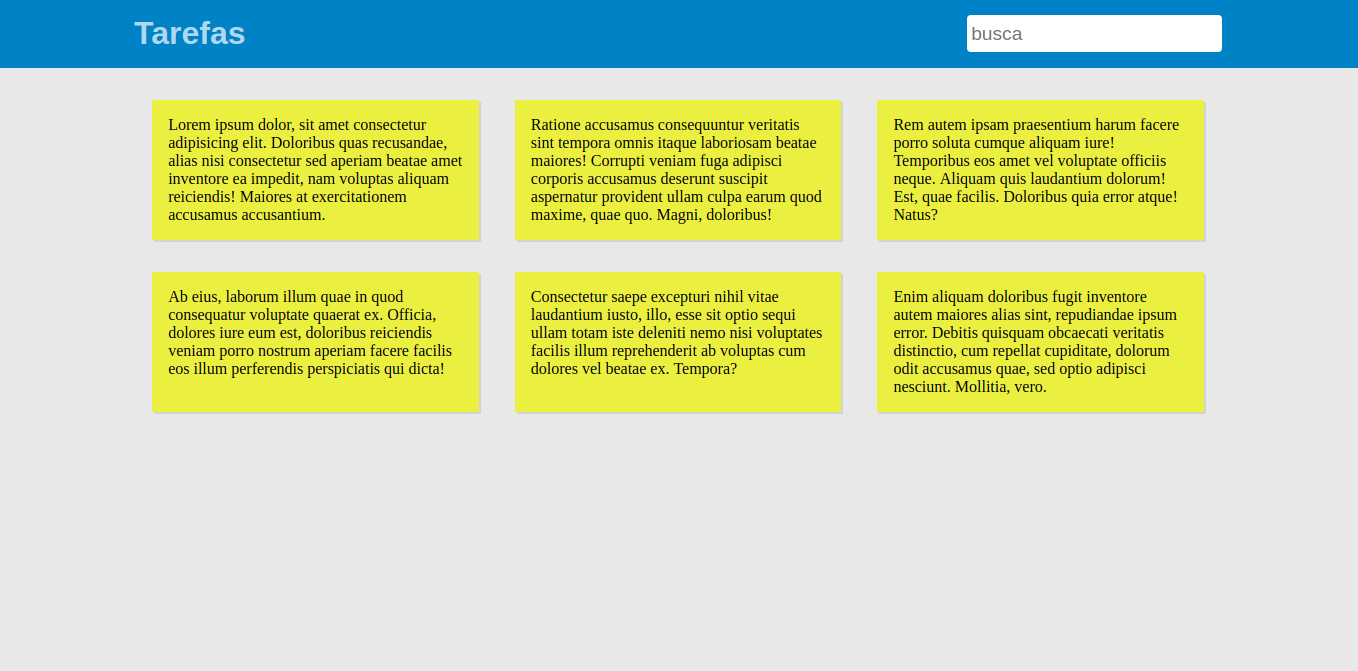 Tarefas
busca
Lorem ipsum dolor, sit amet consectetur
adipisicing elit. Doloribus quas recusandae,
alias nisi consectetur sed aperiam beatae amet
inventore ea impedit, nam voluptas aliquam
reiciendis! Maiores at exercitationem
accusamus accusantium.
Ratione accusamus consequuntur veritatis
sint tempora omnis itaque laboriosam beatae
maiores! Corrupti veniam fuga adipisci
corporis accusamus deserunt suscipit
aspernatur provident ullam culpa earum quod
maxime, quae quo. Magni, doloribus!
Rem autem ipsam praesentium harum facere
porro soluta cumque aliquam iure!
Temporibus eos amet vel voluptate officiis
neque. Aliquam quis laudantium dolorum!
Est, quae facilis. Doloribus quia error atque!
Natus?
Ab eius, laborum illum quae in quod
consequatur voluptate quaerat ex. Officia,
dolores iure eum est, doloribus reiciendis
veniam porro nostrum aperiam facere facilis
eos illum perferendis perspiciatis qui dicta!
Consectetur saepe excepturi nihil vitae
laudantium iusto, illo, esse sit optio sequi
ullam totam iste deleniti nemo nisi voluptates
facilis illum reprehenderit ab voluptas cum
dolores vel beatae ex. Tempora?
Enim aliquam doloribus fugit inventore
autem maiores alias sint, repudiandae ipsum
error. Debitis quisquam obcaecati veritatis
distinctio, cum repellat cupiditate, dolorum
odit accusamus quae, sed optio adipisci
nesciunt. Mollitia, vero.